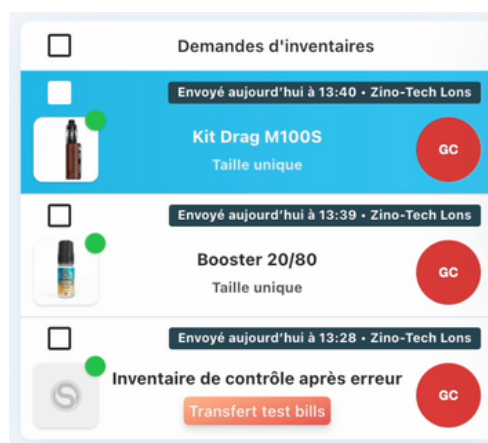 Demandes d'inventaires
Envoyé aujourd'hui à 13:40 • Zino-Tech Lons
Kit Drag M100S
Taille unique
GC
Envoyé aujourd'hui à 13:39 • Zino-Tech Lons
Booster 20/80
Taille unique
GC
Envoyé aujourd'hui à 13:28 • Zino-Tech Lons
Inventaire de contrôle après erreur
Transfert test bills
GC